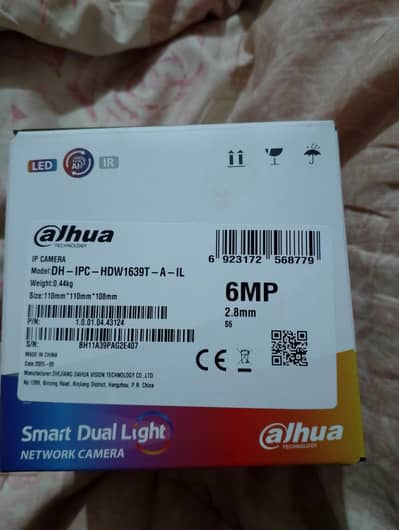 LED
IR
6 923172 568779
alhua
TECHNOLOGY
IP CAMERA
Model:DH-IPC-HDW1639T-A-IL
Weight:0.44kg
Size:110mm*110mm*108mm
6MP
2.8mm
S6
P/N:
1.0.01.04.43124
S/N:
BH11A39PAG2E407
MADE IN CHINA
Manufacturer:ZHEJIANG DAHUA VISION TECHNOLOGY CO., LTD.
No.1399, Binxing Road, Binjiang District, Hangzhou, P.R. China
CE
Smart Dual Light
NETWORK CAMERA
alhua
TECHNOLOGY